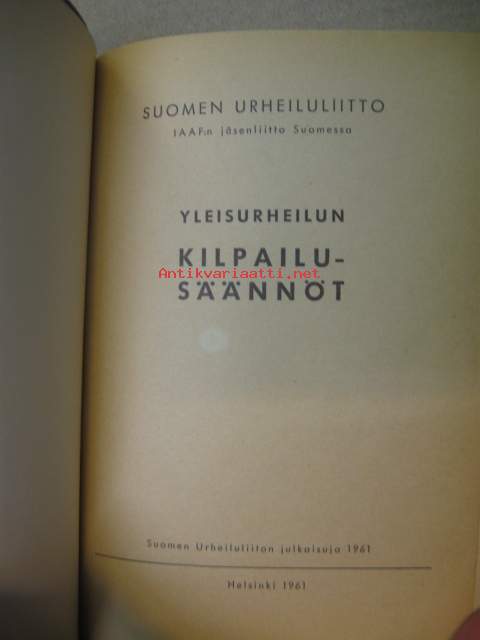 SUOMEN URHEILULIITTO
IAAF:n jäsenliitto Suomessa
YLEISURHEILUN
KILPAILU-
Antikvariaatti.net
SÄÄNNÖT
Suomen Urheiluliiton julkaisuja 1961
Helsinki 1961